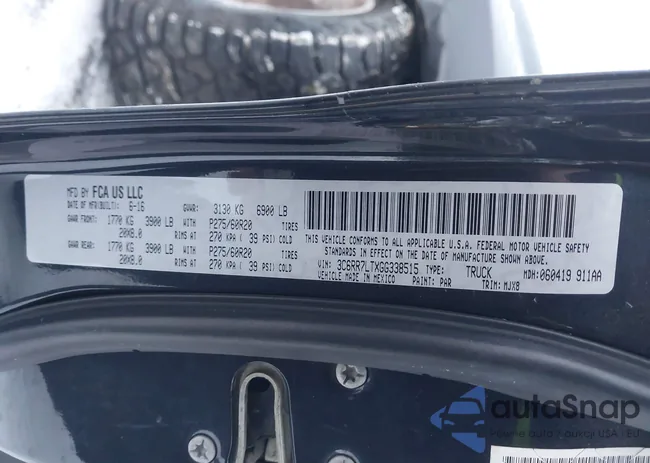 MFD BY FCA US LLC
DATE OF MFR(BUILT): 6-16 GVWR: 3130 KG 6900 LB
GAWR FRONT: 1770 KG 3900 LB WITH P275/60R20 TIRES
20X8.0 RIMS AT 270 KPA ( 39 PSI) COLD
GAWR REAR: 1770 KG 3900 LB WITH P275/60R20 TIRES
20X8.0 RIMS AT 270 KPA ( 39 PSI) COLD
THIS VEHICLE CONFORMS TO ALL APPLICABLE U.S.A. FEDERAL MOTOR VEHICLE SAFETY
STANDARDS IN EFFECT ON THE DATE OF MANUFACTURE SHOWN ABOVE.
VIN: 3C6RR7LTXGG338515 TYPE: TRUCK MDH: 060419 911AA
MADE IN MEXICO PAINT: PAR TRIM: MJX8
autaSnap
USA | EU